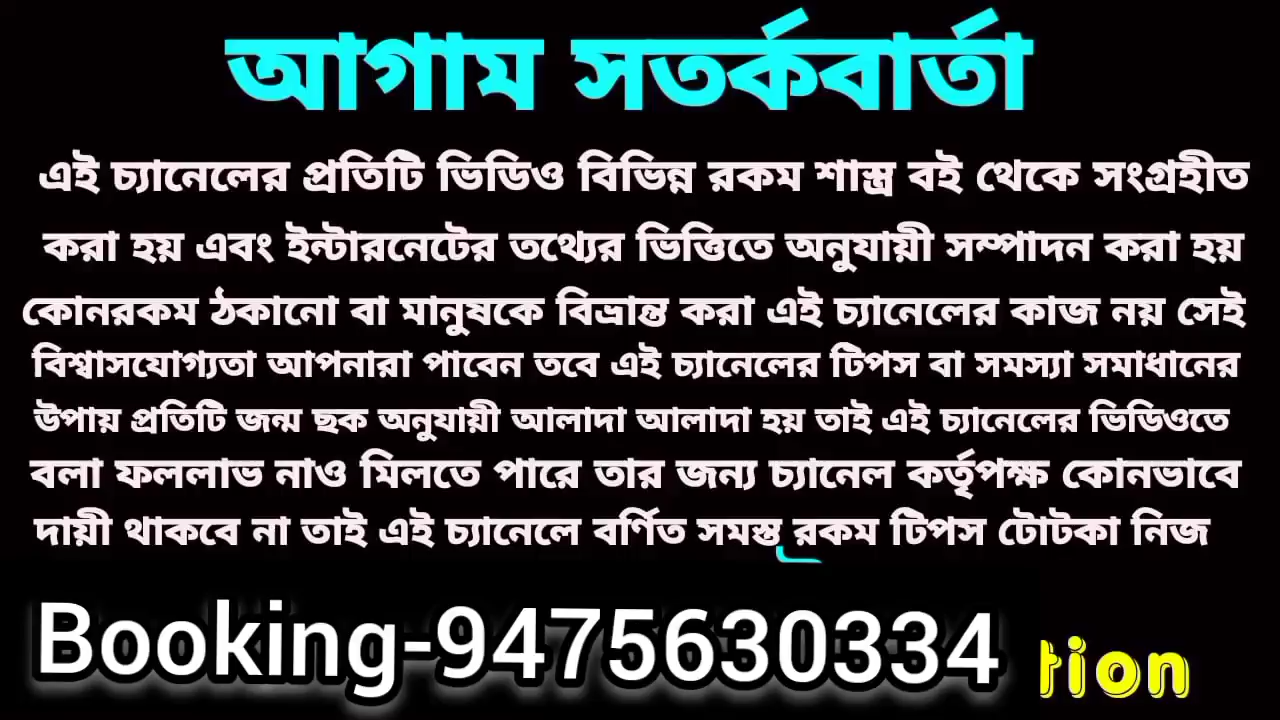 আগাম সতর্কবার্তা
এই চ্যানেলের প্রতিটি ভিডিও বিভিন্ন রকম শাস্ত্র বই থেকে সংগ্রহীত
করা হয় এবং ইন্টারনেটের তথ্যের ভিত্তিতে অনুযায়ী সম্পাদন করা হয়
কোনরকম ঠকানো বা মানুষকে বিভ্রান্ত করা এই চ্যানেলের কাজ নয় সেই
বিশ্বাসযোগ্যতা আপনারা পাবেন তবে এই চ্যানেলের টিপস বা সমস্যা সমাধানের
উপায় প্রতিটি জন্ম ছক অনুযায়ী আলাদা আলাদা হয় তাই এই চ্যানেলের ভিডিওতে
বলা ফললাভ নাও মিলতে পারে তার জন্য চ্যানেল কর্তৃপক্ষ কোনভাবে
দায়ী থাকবে না তাই এই চ্যানেলে বর্ণিত সমস্ত রকম টিপস টোটকা নিজ
Booking-9475630334
tion